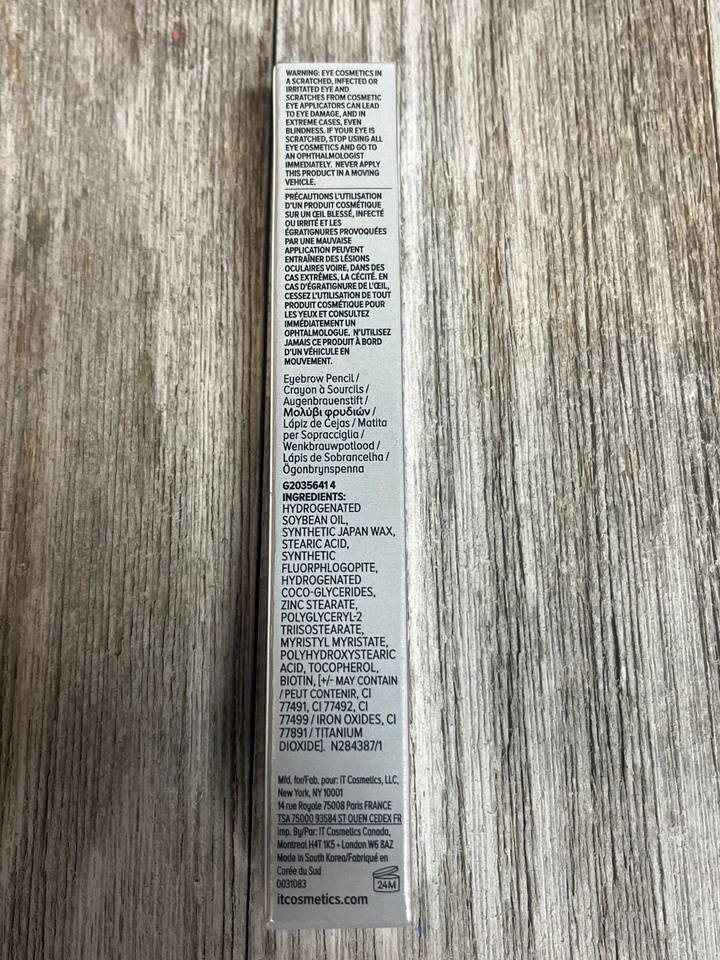 WARNING: EYE COSMETICS IN
A SCRATCHED, INFECTED OR
IRRITATED EYE AND
SCRATCHES FROM COSMETIC
EYE APPLICATORS CAN LEAD
TO EYE DAMAGE, AND IN
EXTREME CASES, EVEN
BLINDNESS. IF YOUR EYE IS
SCRATCHED, STOP USING ALL
EYE COSMETICS AND GO TO
AN OPHTHALMOLOGIST
IMMEDIATELY. NEVER APPLY
THIS PRODUCT IN A MOVING
VEHICLE.
PRÉCAUTIONS L'UTILISATION
D'UN PRODUIT COSMÉTIQUE
SUR UN ŒIL BLESSÉ, INFECTÉ
OU IRRITÉ ET LES
ÉGRATIGNURES PROVOQUÉES
PAR UNE MAUVAISE
APPLICATION PEUVENT
ENTRAÎNER DES LÉSIONS
OCULAIRES VOIRE, DANS DES
CAS EXTRÊMES, LA CÉCITÉ. EN
CAS D'ÉGRATIGNURE DE L'ŒIL,
CESSEZ L'UTILISATION DE TOUT
PRODUIT COSMÉTIQUE POUR
LES YEUX ET CONSULTEZ
IMMÉDIATEMENT UN
OPHTALMOLOGUE. N'UTILISEZ
JAMAIS CE PRODUIT À BORD
D'UN VÉHICULE EN
MOUVEMENT.
Eyebrow Pencil /
Crayon à Sourcils /
Augenbrauenstift /
Μολύβι φρυδιών /
Lápiz de Cejas / Matita
per Sopracciglia /
Wenkbrauwpotlood /
Lápis de Sobrancelha /
Ögonbrynspenna
G2035641 4
INGREDIENTS:
HYDROGENATED
SOYBEAN OIL,
SYNTHETIC JAPAN WAX,
STEARIC ACID,
SYNTHETIC
FLUORPHLOGOPITE,
HYDROGENATED
COCO-GLYCERIDES,
ZINC STEARATE,
POLYGLYCERYL-2
TRIISOSTEARATE,
MYRISTYL MYRISTATE,
POLYHYDROXYSTEARIC
ACID, TOCOPHEROL,
BIOTIN, [+/- MAY CONTAIN
/ PEUT CONTENIR, CI
77491, CI 77492, CI
77499 / IRON OXIDES, CI
77891 / TITANIUM
DIOXIDE]. N284387/1
Mfd. for/Fab. pour: IT Cosmetics, LLC,
New York, NY 10001
14 rue Royale 75008 Paris FRANCE
TSA 75000 93584 ST OUEN CEDEX FR
Imp. By/Par: IT Cosmetics Canada,
Montreal H4T 1K5 • London W6 8AZ
Made in South Korea/Fabriqué en
Corée du Sud
0031083
24M
itcosmetics.com